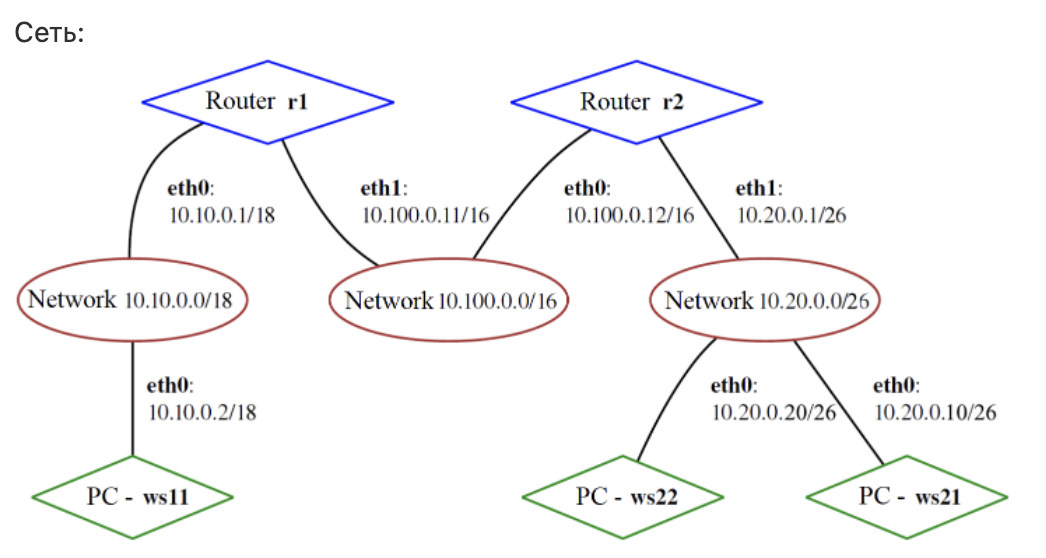 Сеть:
Router r1
Router r2
eth0:
10.10.0.1/18
eth1:
10.100.0.11/16
eth0:
10.100.0.12/16
eth1:
10.20.0.1/26
Network 10.10.0.0/18
Network 10.100.0.0/16
Network 10.20.0.0/26
eth0:
10.10.0.2/18
eth0:
10.20.0.20/26
eth0:
10.20.0.10/26
PC - ws11
PC - ws22
PC - ws21